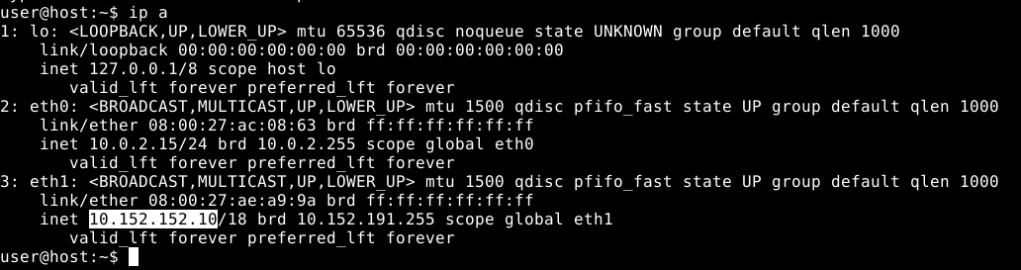 user@host:~$ ip a
1: lo: <LOOPBACK,UP,LOWER_UP> mtu 65536 qdisc noqueue state UNKNOWN group default qlen 1000
    link/loopback 00:00:00:00:00:00 brd 00:00:00:00:00:00
    inet 127.0.0.1/8 scope host lo
       valid_lft forever preferred_lft forever
2: eth0: <BROADCAST,MULTICAST,UP,LOWER_UP> mtu 1500 qdisc pfifo_fast state UP group default qlen 1000
    link/ether 08:00:27:ac:08:63 brd ff:ff:ff:ff:ff:ff
    inet 10.0.2.15/24 brd 10.0.2.255 scope global eth0
       valid_lft forever preferred_lft forever
3: eth1: <BROADCAST,MULTICAST,UP,LOWER_UP> mtu 1500 qdisc pfifo_fast state UP group default qlen 1000
    link/ether 08:00:27:ae:a9:9a brd ff:ff:ff:ff:ff:ff
    inet 10.152.152.10/18 brd 10.152.191.255 scope global eth1
       valid_lft forever preferred_lft forever
user@host:~$